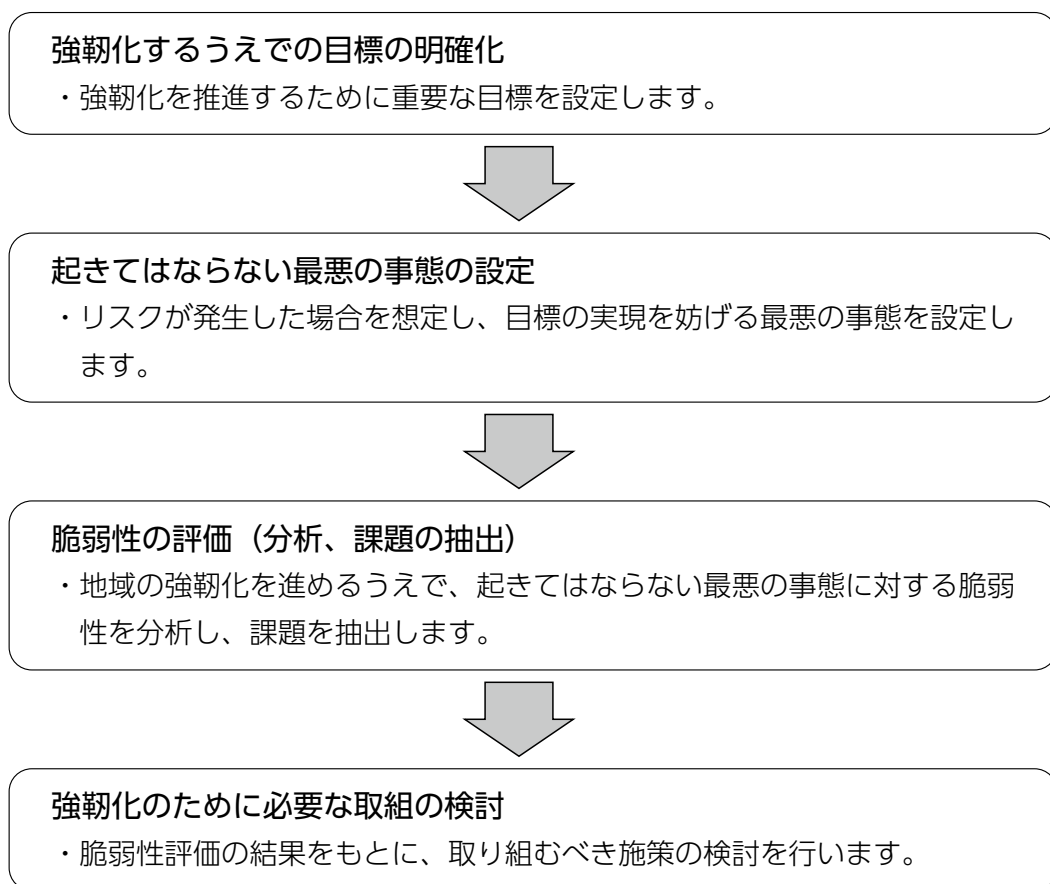 強靭化するうえでの目標の明確化
・強靭化を推進するために重要な目標を設定します。
起きてはならない最悪の事態の設定
・リスクが発生した場合を想定し、目標の実現を妨げる最悪の事態を設定し
ます。
脆弱性の評価（分析、課題の抽出）
・地域の強靭化を進めるうえで、起きてはならない最悪の事態に対する脆弱
性を分析し、課題を抽出します。
強靭化のために必要な取組の検討
・脆弱性評価の結果をもとに、取り組むべき施策の検討を行います。